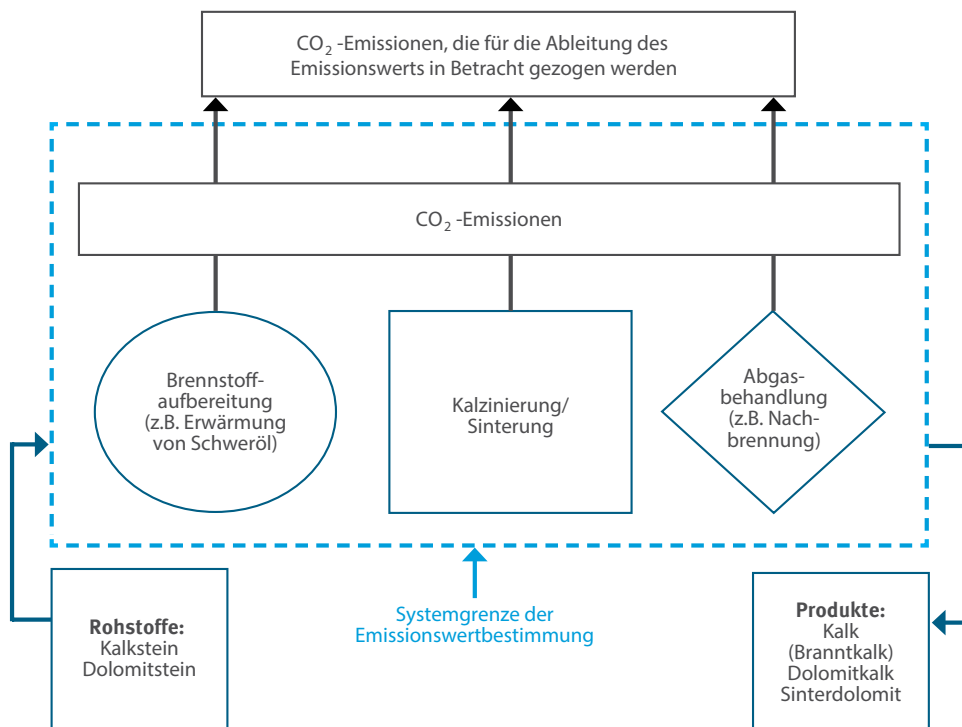 CO₂ -Emissionen, die für die Ableitung des
Emissionswerts in Betracht gezogen werden
CO₂ -Emissionen
Brennstoff-
aufbereitung
(z.B. Erwärmung
von Schweröl)
Kalzinierung/
Sinterung
Abgas-
behandlung
(z.B. Nach-
brennung)
Systemgrenze der
Emissionswertbestimmung
Rohstoffe:
Kalkstein
Dolomitstein
Produkte:
Kalk
(Branntkalk)
Dolomitkalk
Sinterdolomit